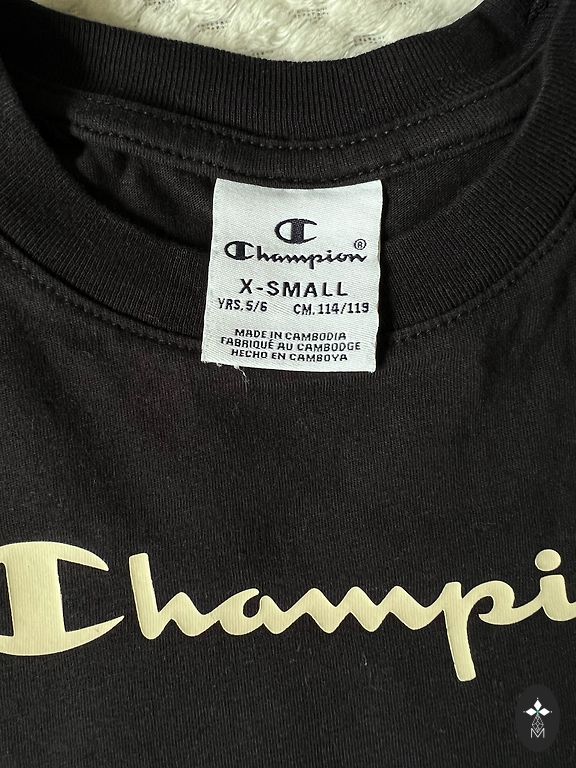 Champion®
X-SMALL
YRS. 5/6 CM. 114/119
MADE IN CAMBODIA
FABRIQUÉ AU CAMBODGE
HECHO EN CAMBOYA
Champi
M